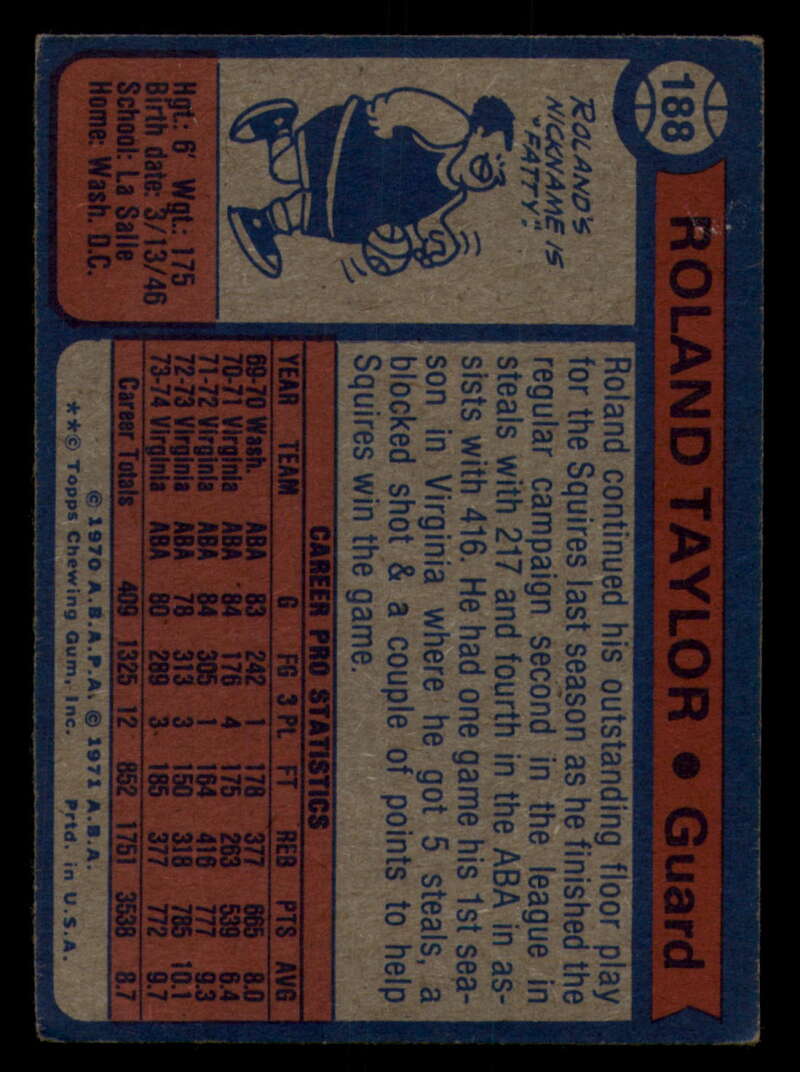 188
ROLAND TAYLOR • Guard
ROLAND'S
NICKNAME IS
"FATTY".
Hgt.: 6' Wgt.: 175
Birth date: 3/13/46
School: La Salle
Home: Wash. D.C.
Roland continued his outstanding floor play
for the Squires last season as he finished the
regular campaign second in the league in
steals with 217 and fourth in the ABA in as-
sists with 416. He had one game his 1st sea-
son in Virginia where he got 5 steals, a
blocked shot & a couple of points to help
Squires win the game.
CAREER PRO STATISTICS
YEAR TEAM G FG 3 PL FT REB PTS AVG
69-70 Wash. ABA 83 242 1 178 377 665 8.0
70-71 Virginia ABA 84 176 4 175 263 539 6.4
71-72 Virginia ABA 84 305 1 164 416 777 9.3
72-73 Virginia ABA 78 313 3 150 318 785 10.1
73-74 Virginia ABA 80 289 3 185 377 772 9.7
Career Totals 409 1325 12 852 1751 3538 8.7
© 1970 A.B.A.P.A. © 1971 A.B.A.
**© Topps Chewing Gum, Inc. Prtd. in U.S.A.